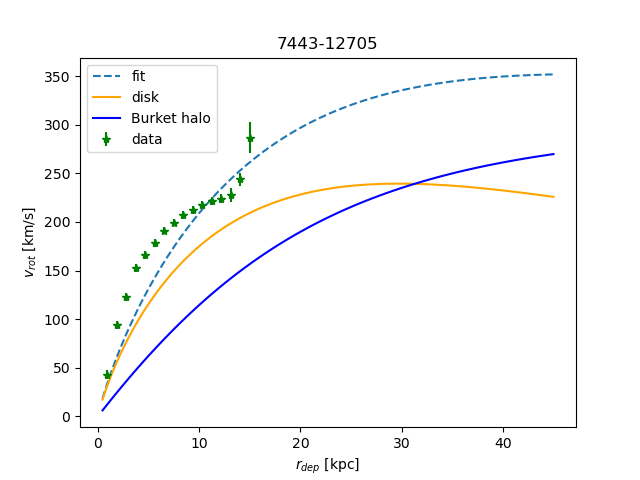 7443-12705
fit
disk
Burket halo
data
350
300
250
200
150
100
50
0
v_rot [km/s]
0 10 20 30 40
r_dep [kpc]